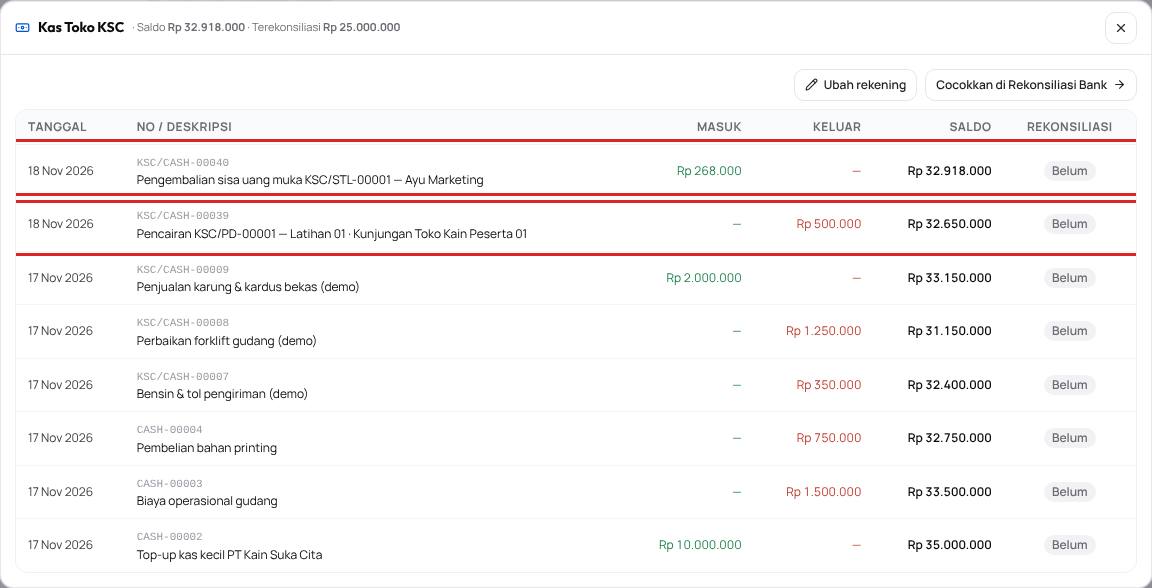 Kas Toko KSC · Saldo Rp 32.918.000 · Terekonsiliasi Rp 25.000.000
Ubah rekening
Cocokkan di Rekonsiliasi Bank →
TANGGAL NO / DESKRIPSI MASUK KELUAR SALDO REKONSILIASI
KSC/CASH-00040
18 Nov 2026 Pengembalian sisa uang muka KSC/STL-00001 — Ayu Marketing Rp 268.000 — Rp 32.918.000 Belum
KSC/CASH-00039
18 Nov 2026 Pencairan KSC/PD-00001 — Latihan 01 · Kunjungan Toko Kain Peserta 01 — Rp 500.000 Rp 32.650.000 Belum
KSC/CASH-00009
17 Nov 2026 Penjualan karung & kardus bekas (demo) Rp 2.000.000 — Rp 33.150.000 Belum
KSC/CASH-00008
17 Nov 2026 Perbaikan forklift gudang (demo) — Rp 1.250.000 Rp 31.150.000 Belum
KSC/CASH-00007
17 Nov 2026 Bensin & tol pengiriman (demo) — Rp 350.000 Rp 32.400.000 Belum
CASH-00004
17 Nov 2026 Pembelian bahan printing — Rp 750.000 Rp 32.750.000 Belum
CASH-00003
17 Nov 2026 Biaya operasional gudang — Rp 1.500.000 Rp 33.500.000 Belum
CASH-00002
17 Nov 2026 Top-up kas kecil PT Kain Suka Cita Rp 10.000.000 — Rp 35.000.000 Belum